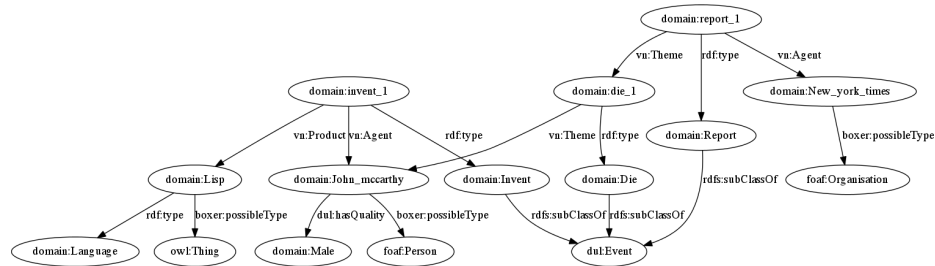 domain:report_1
vn:Theme
rdf:type
vn:Agent
domain:invent_1
domain:die_1
domain:New_york_times
vn:Product
vn:Agent
rdf:type
vn:Theme
rdf:type
domain:Report
boxer:possibleType
domain:Lisp
domain:John_mccarthy
domain:Invent
domain:Die
foaf:Organisation
rdf:type
boxer:possibleType
dul:hasQuality
boxer:possibleType
rdfs:subClassOf
rdfs:subClassOf
rdfs:subClassOf
domain:Language
owl:Thing
domain:Male
foaf:Person
dul:Event